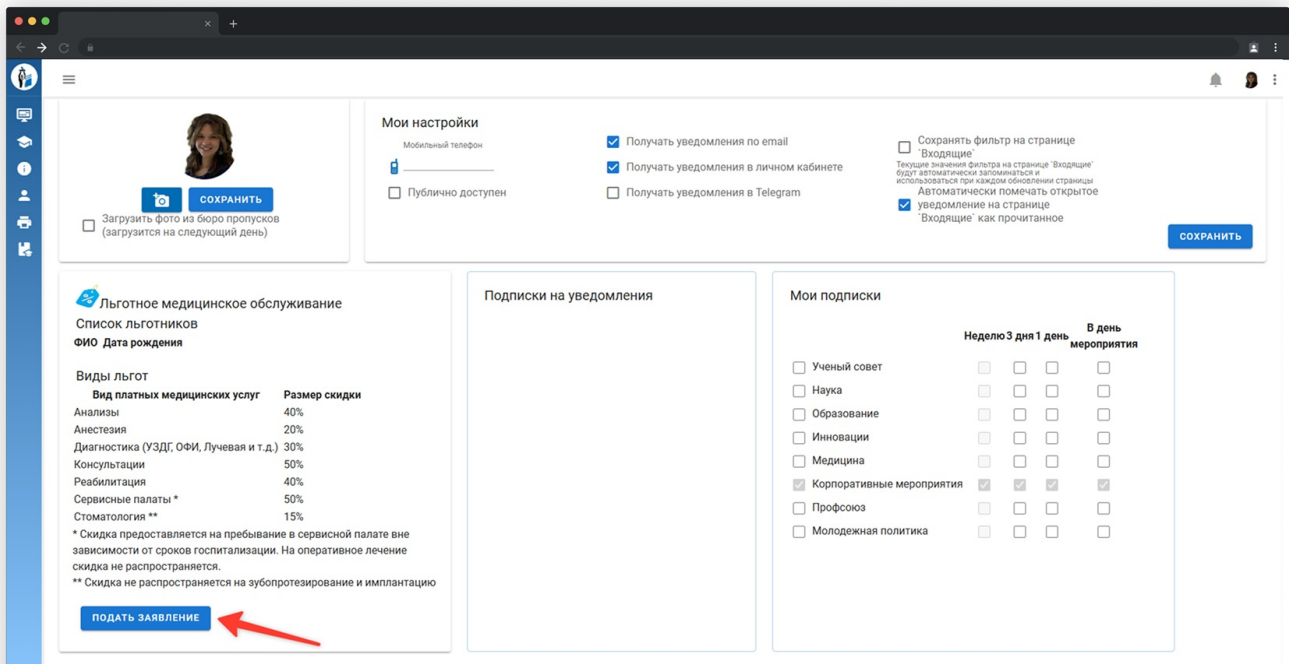 Мои настройки
Мобильный телефон
Публично доступен
Получать уведомления по email
Получать уведомления в личном кабинете
Получать уведомления в Telegram
Сохранять фильтр на странице
`Входящие`
Текущие значения фильтра на странице `Входящие`
будут автоматически запоминаться и
использоваться при каждом обновлении страницы
Автоматически помечать открытое
уведомление на странице
`Входящие` как прочитанное
СОХРАНИТЬ
СОХРАНИТЬ
Загрузить фото из бюро пропусков
(загрузится на следующий день)
Льготное медицинское обслуживание
Список льготников
ФИО Дата рождения
Виды льгот
Вид платных медицинских услуг Размер скидки
Анализы 40%
Анестезия 20%
Диагностика (УЗДГ, ОФИ, Лучевая и т.д.) 30%
Консультации 50%
Реабилитация 40%
Сервисные палаты * 50%
Стоматология ** 15%
* Скидка предоставляется на пребывание в сервисной палате вне
зависимости от сроков госпитализации. На оперативное лечение
скидка не распространяется.
** Скидка не распространяется на зубопротезирование и имплантацию
ПОДАТЬ ЗАЯВЛЕНИЕ
Подписки на уведомления
Мои подписки
Неделю 3 дня 1 день В день
мероприятия
Ученый совет
Наука
Образование
Инновации
Медицина
Корпоративные мероприятия
Профсоюз
Молодежная политика